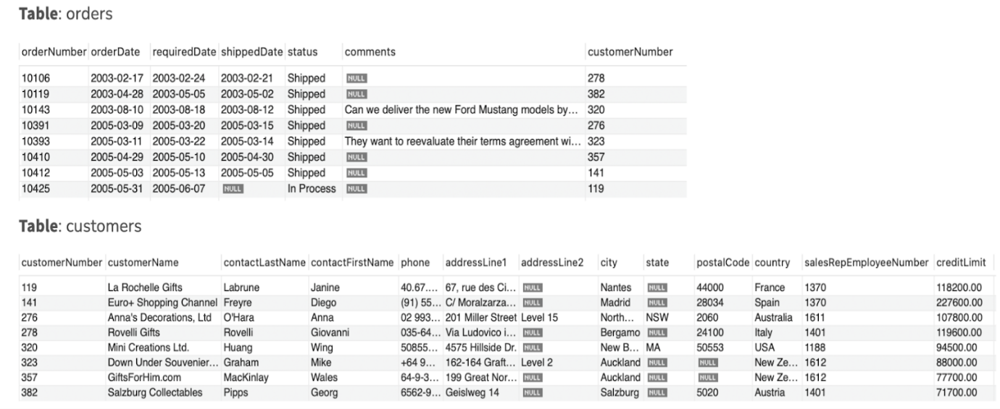 Table: orders
orderNumber orderDate requiredDate shippedDate status comments customerNumber
10106 2003-02-17 2003-02-24 2003-02-21 Shipped NULL 278
10119 2003-04-28 2003-05-05 2003-05-02 Shipped NULL 382
10143 2003-08-10 2003-08-18 2003-08-12 Shipped Can we deliver the new Ford Mustang models by... 320
10391 2005-03-09 2005-03-20 2005-03-15 Shipped NULL 276
10393 2005-03-11 2005-03-22 2005-03-14 Shipped They want to reevaluate their terms agreement wi... 323
10410 2005-04-29 2005-05-10 2005-04-30 Shipped NULL 357
10412 2005-05-03 2005-05-13 2005-05-05 Shipped NULL 141
10425 2005-05-31 2005-06-07 NULL In Process NULL 119
Table: customers
customerNumber customerName contactLastName contactFirstName phone addressLine1 addressLine2 city state postalCode country salesRepEmployeeNumber creditLimit
119 La Rochelle Gifts Labrune Janine 40.67.... 67, rue des Ci... NULL Nantes NULL 44000 France 1370 118200.00
141 Euro+ Shopping Channel Freyre Diego (91) 55... C/ Moralzarza... NULL Madrid NULL 28034 Spain 1370 227600.00
276 Anna's Decorations, Ltd O'Hara Anna 02 993... 201 Miller Street Level 15 North... NSW 2060 Australia 1611 107800.00
278 Rovelli Gifts Rovelli Giovanni 035-64... Via Ludovico i... NULL Bergamo NULL 24100 Italy 1401 119600.00
320 Mini Creations Ltd. Huang Wing 50855... 4575 Hillside Dr. NULL New B... MA 50553 USA 1188 94500.00
323 Down Under Souvenier... Graham Mike +64 9... 162-164 Graft... Level 2 Auckland NULL NULL New Ze... 1612 88000.00
357 GiftsForHim.com MacKinlay Wales 64-9-3... 199 Great Nor... NULL Auckland NULL NULL New Ze... 1612 77700.00
382 Salzburg Collectables Pipps Georg 6562-9... Geislweg 14 NULL Salzburg NULL 5020 Austria 1401 71700.00